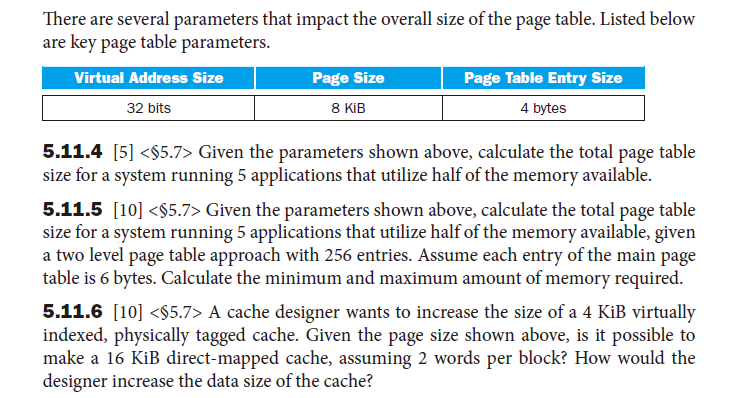 There are several parameters that impact the overall size of the page table. Listed below
are key page table parameters.
Virtual Address Size Page Size Page Table Entry Size
32 bits 8 KiB 4 bytes
5.11.4 [5] <§5.7> Given the parameters shown above, calculate the total page table
size for a system running 5 applications that utilize half of the memory available.
5.11.5 [10] <§5.7> Given the parameters shown above, calculate the total page table
size for a system running 5 applications that utilize half of the memory available, given
a two level page table approach with 256 entries. Assume each entry of the main page
table is 6 bytes. Calculate the minimum and maximum amount of memory required.
5.11.6 [10] <§5.7> A cache designer wants to increase the size of a 4 KiB virtually
indexed, physically tagged cache. Given the page size shown above, is it possible to
make a 16 KiB direct-mapped cache, assuming 2 words per block? How would the
designer increase the data size of the cache?